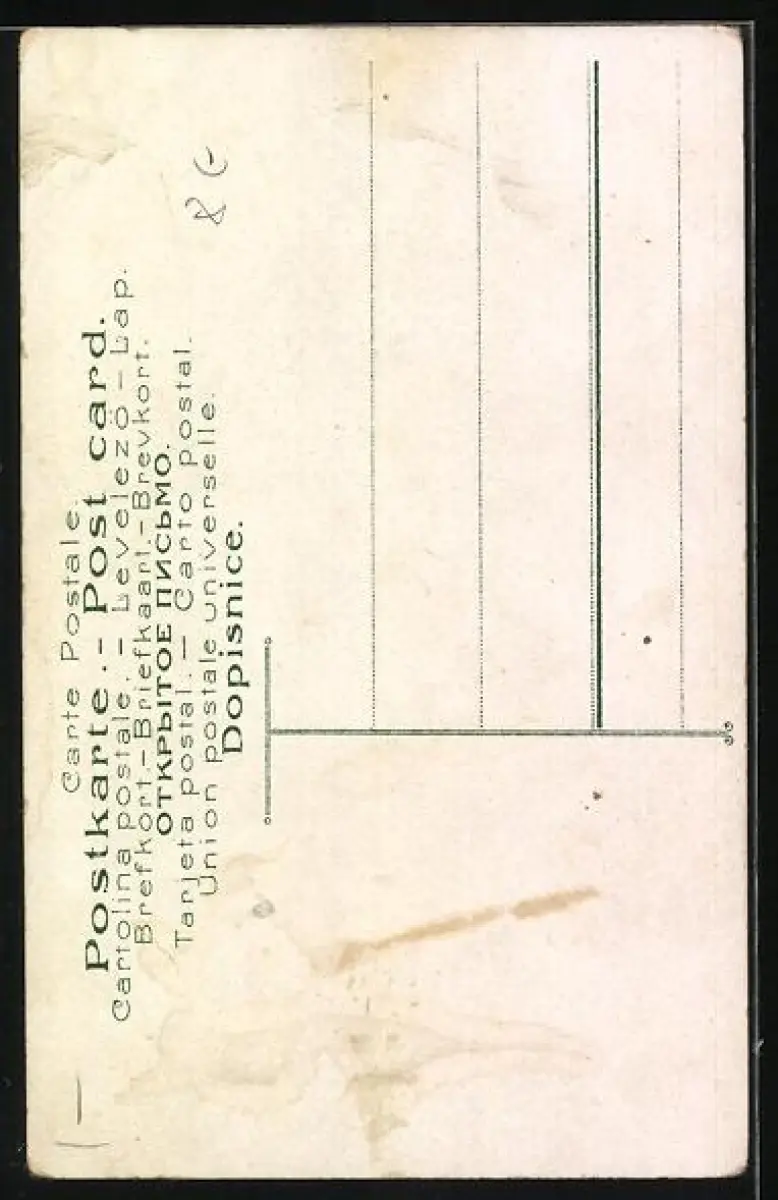 Carte Postale.
Postkarte. – Post card.
Cartolina postale. – Levelező – Lap.
Brefkort. – Briefkaart. – Brevkort.
ОТКРЫТОЕ ПИСЬМО.
Tarjeta postal. – Carto postal.
Union postale universelle.
Dopisnice.